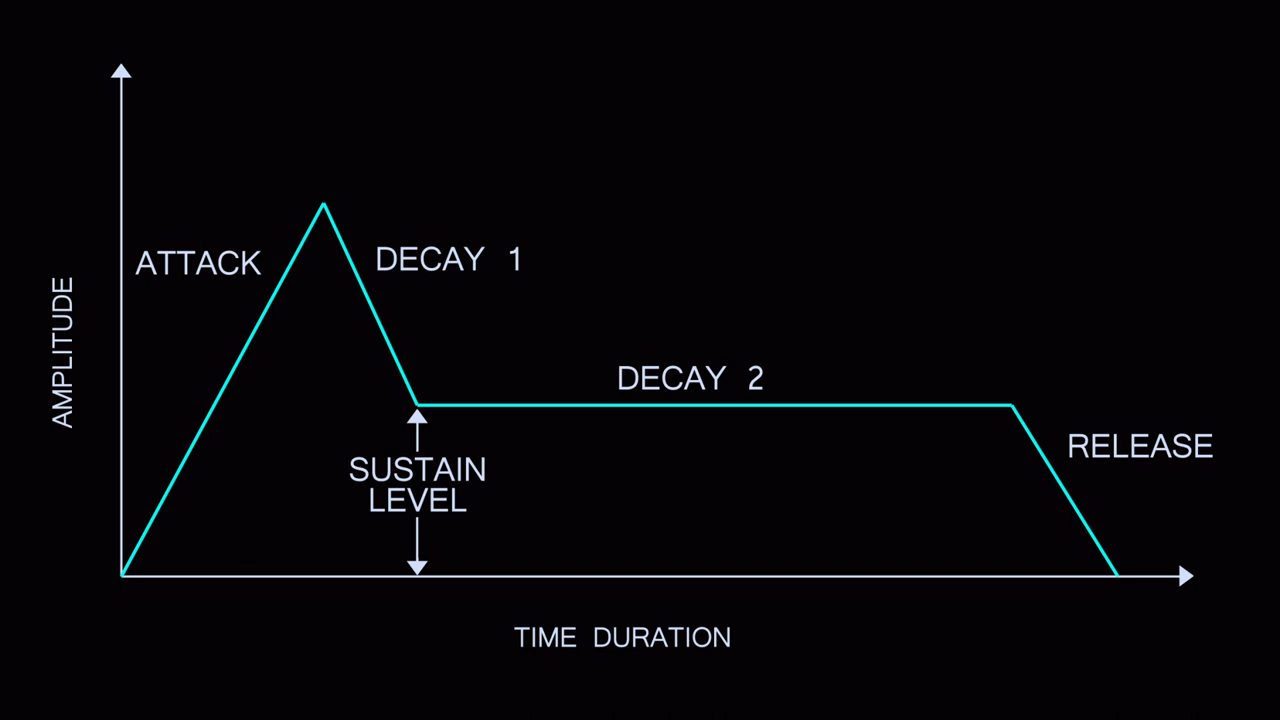 ATTACK
DECAY 1
AMPLITUDE
DECAY 2
RELEASE
SUSTAIN
LEVEL
TIME DURATION